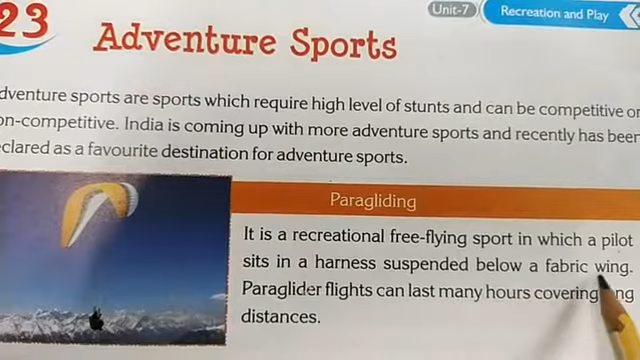 23
Unit-7
Recreation and Play
Adventure Sports
dventure sports are sports which require high level of stunts and can be competitive or
on-competitive. India is coming up with more adventure sports and recently has been
eclared as a favourite destination for adventure sports.
Paragliding
It is a recreational free-flying sport in which a pilot
sits in a harness suspended below a fabric wing.
Paraglider flights can last many hours covering ng
distances.